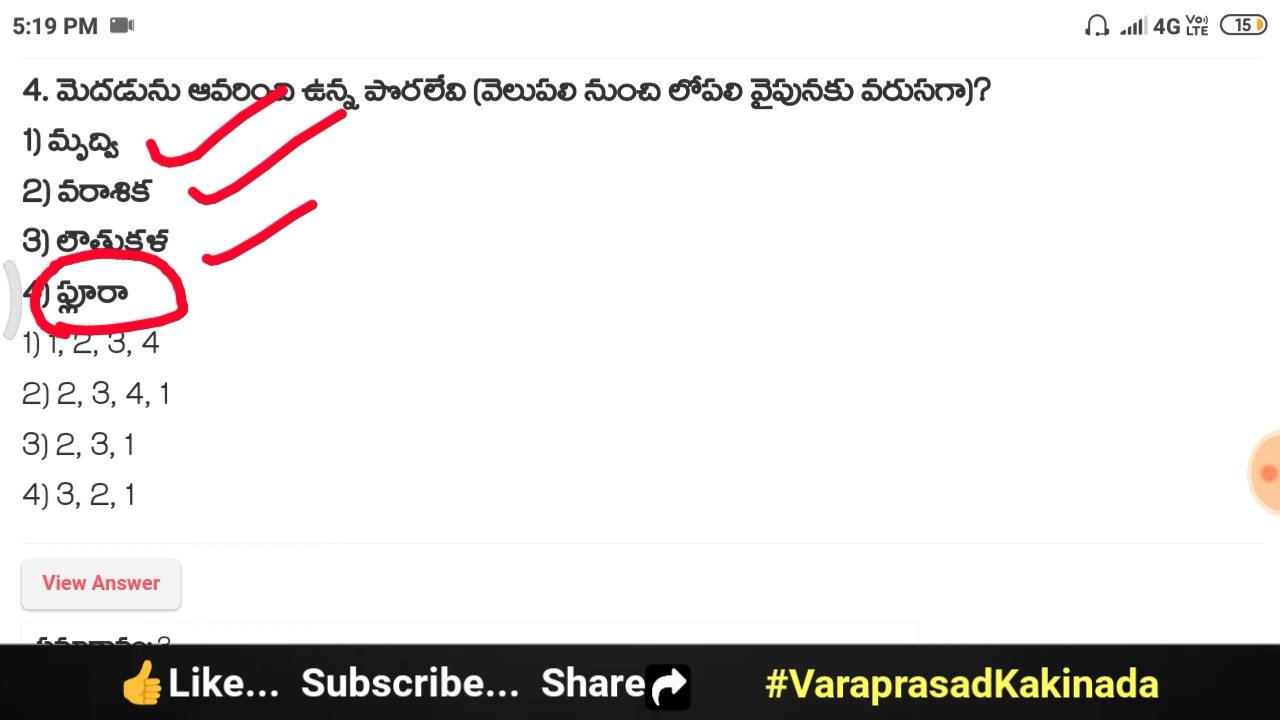 5:19 PM
4G Vo)) LTE 15
4. మెదడును ఆవరించి ఉన్న పొరలేవి (వెలుపలి నుంచి లోపలి వైపునకు వరుసగా)?
1) మృద్వి
2) వరాశిక
3) లౌతుకళ
4) ఫ్లూరా
1) 1, 2, 3, 4
2) 2, 3, 4, 1
3) 2, 3, 1
4) 3, 2, 1
View Answer
👍Like... Subscribe... Share #VaraprasadKakinada